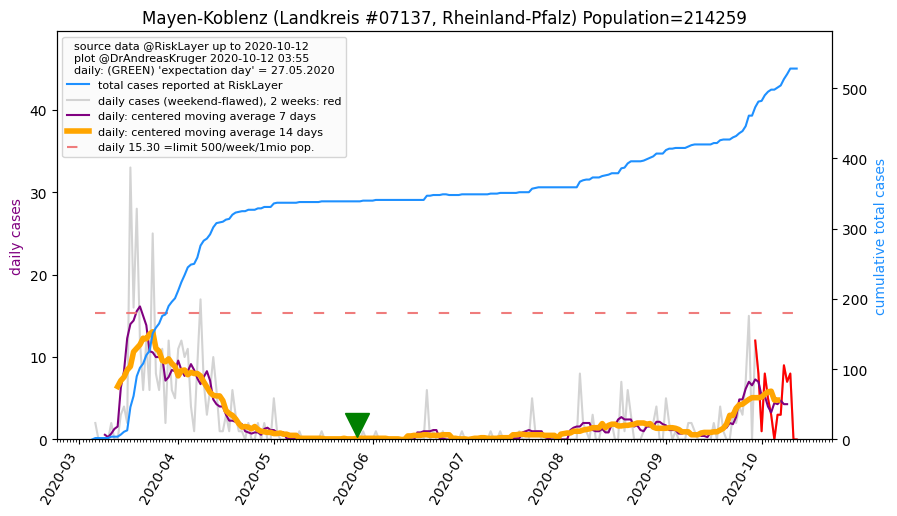 Mayen-Koblenz (Landkreis #07137, Rheinland-Pfalz) Population=214259
source data @RiskLayer up to 2020-10-12
plot @DrAndreasKruger 2020-10-12 03:55
daily: (GREEN) 'expectation day' = 27.05.2020
total cases reported at RiskLayer
daily cases (weekend-flawed), 2 weeks: red
daily: centered moving average 7 days
daily: centered moving average 14 days
daily 15.30 =limit 500/week/1mio pop.
daily cases
40
30
20
10
0
cumulative total cases
500
400
300
200
100
0
2020-03
2020-04
2020-05
2020-06
2020-07
2020-08
2020-09
2020-10